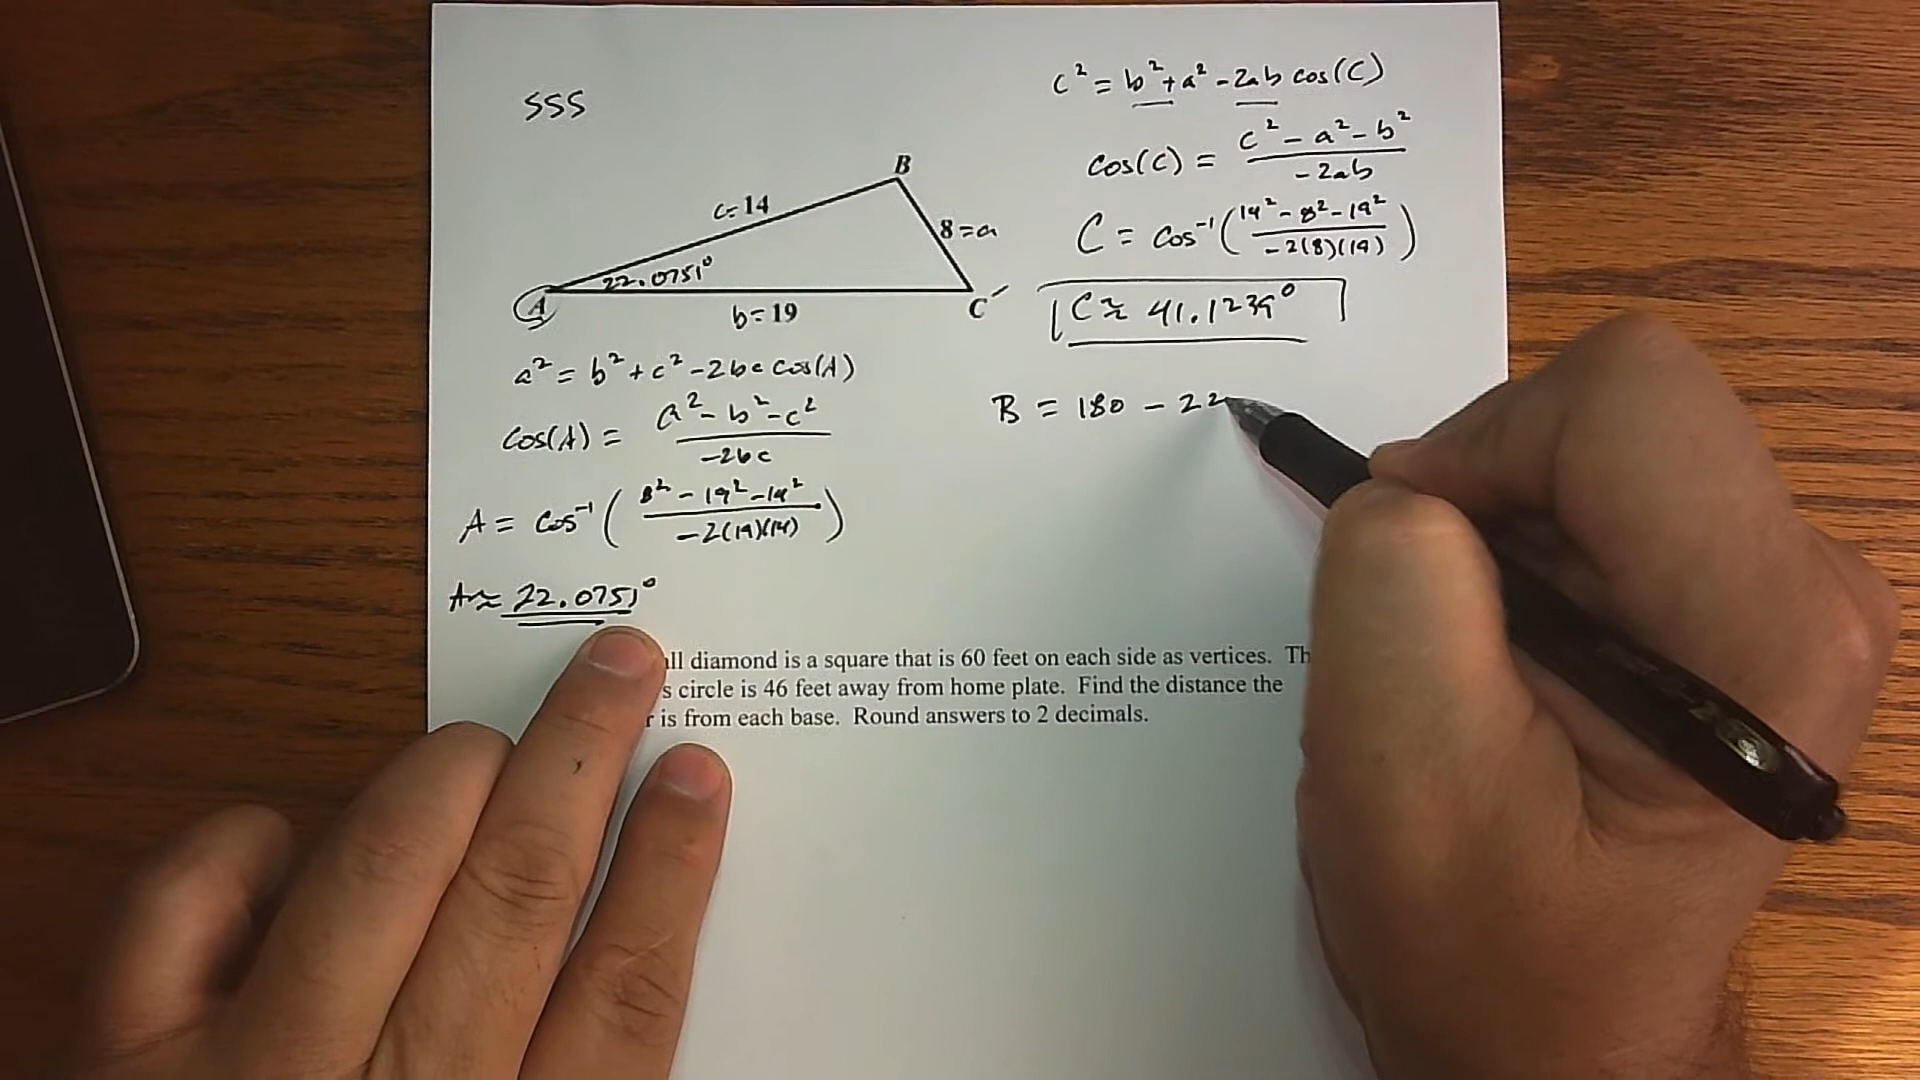 SSS
B
c=14
8=a
22.0751°
A
C
b=19
a² = b² + c² - 2bc cos(A)
cos(A) = a² - b² - c² / -2bc
A = cos⁻¹( 8² - 19² - 14² / -2(19)(14) )
A ≈ 22.0751°
c² = b² + a² - 2ab cos(C)
cos(C) = c² - a² - b² / -2ab
C = cos⁻¹( 14² - 8² - 19² / -2(8)(19) )
C ≈ 41.1239°
B = 180 - 22
diamond is a square that is 60 feet on each side as vertices.
circle is 46 feet away from home plate. Find the distance the
is from each base. Round answers to 2 decimals.